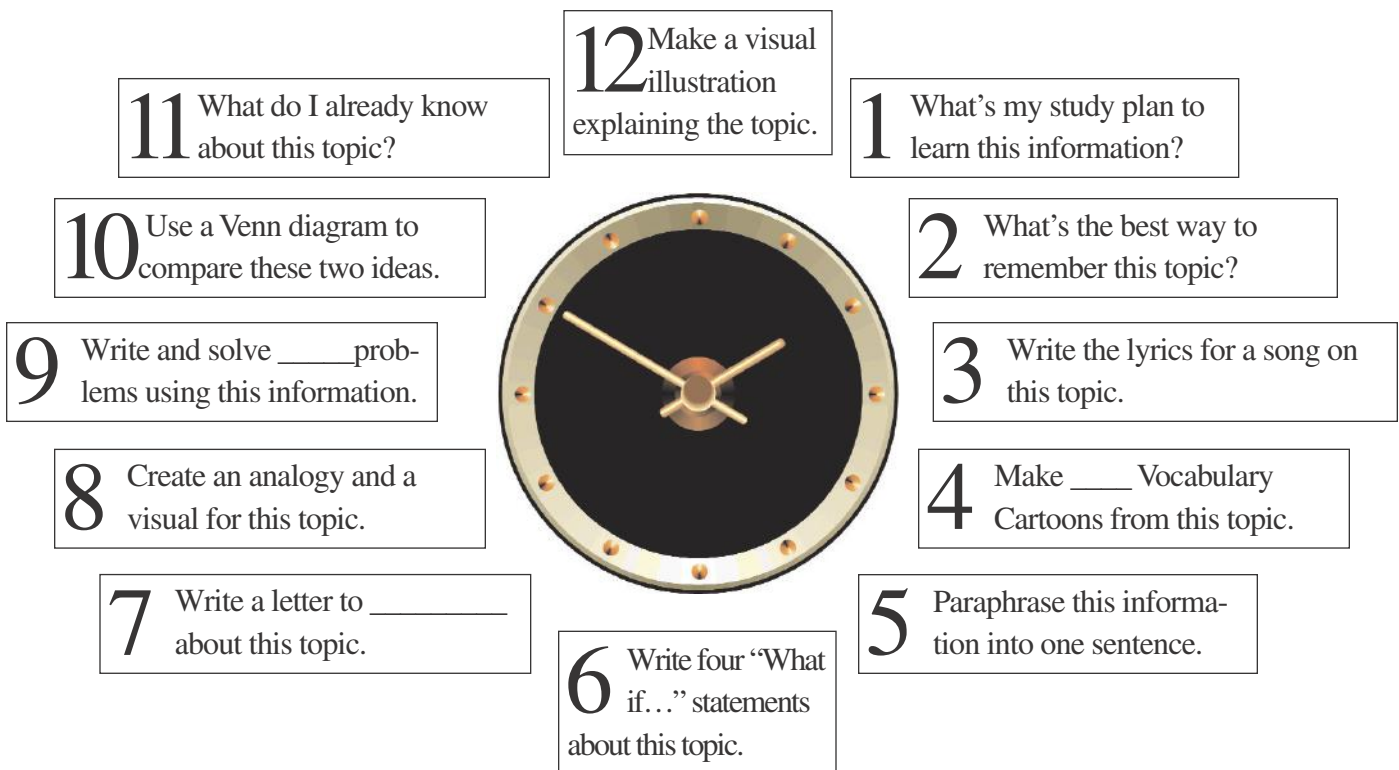 12 Make a visual
illustration
explaining the topic.
1 What’s my study plan to
learn this information?
2 What’s the best way to
remember this topic?
3 Write the lyrics for a song on
this topic.
4 Make ____ Vocabulary
Cartoons from this topic.
5 Paraphrase this informa-
tion into one sentence.
6 Write four “What
if…” statements
about this topic.
7 Write a letter to _________
about this topic.
8 Create an analogy and a
visual for this topic.
9 Write and solve _____prob-
lems using this information.
10 Use a Venn diagram to
compare these two ideas.
11 What do I already know
about this topic?